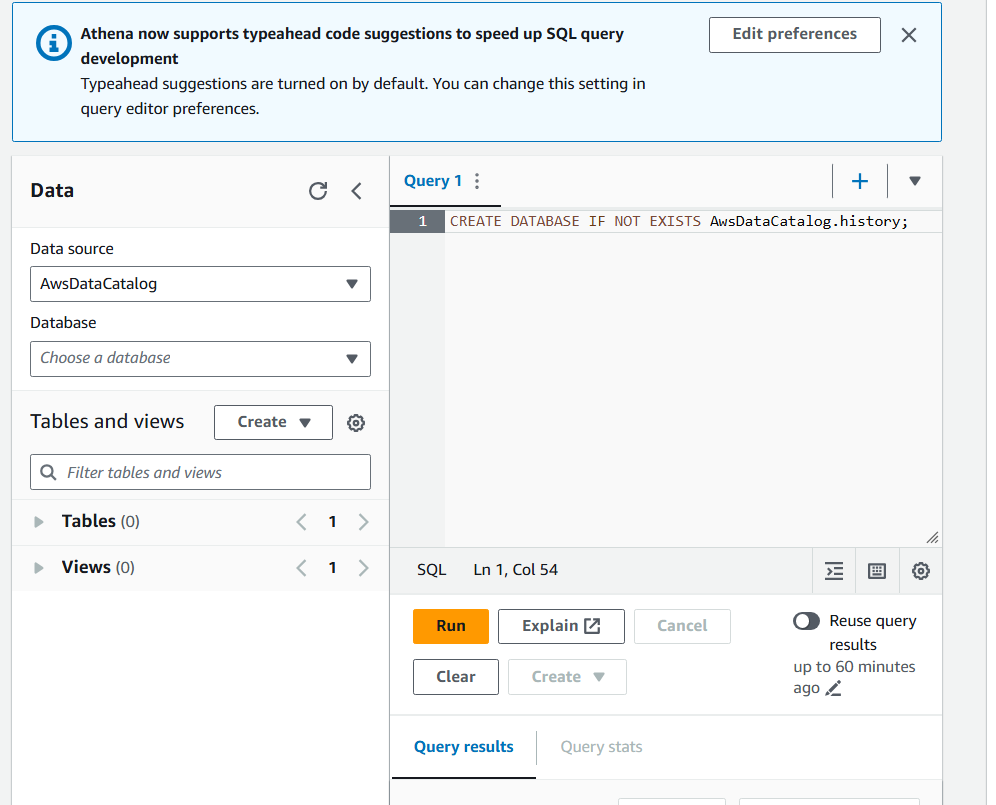 Athena now supports typeahead code suggestions to speed up SQL query
development
Typeahead suggestions are turned on by default. You can change this setting in
query editor preferences.
Edit preferences
Data
Data source
AwsDataCatalog
Database
Choose a database
Tables and views
Create
Filter tables and views
Tables (0)
1
Views (0)
1
Query 1
1 CREATE DATABASE IF NOT EXISTS AwsDataCatalog.history;
SQL Ln 1, Col 54
Run
Explain
Cancel
Clear
Create
Reuse query
results
up to 60 minutes
ago
Query results
Query stats